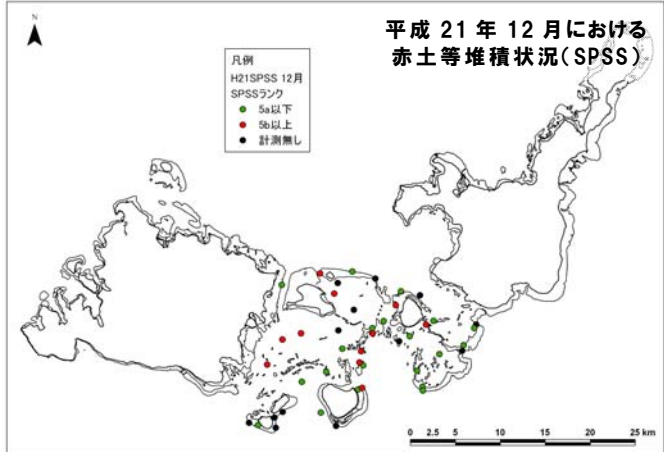 平成 21 年 12 月における
赤土等堆積状況(SPSS)
N
凡例
H21SPSS 12月
SPSSランク
5a以下
5b以上
計測無し
0 2.5 5 10 15 20 25 km